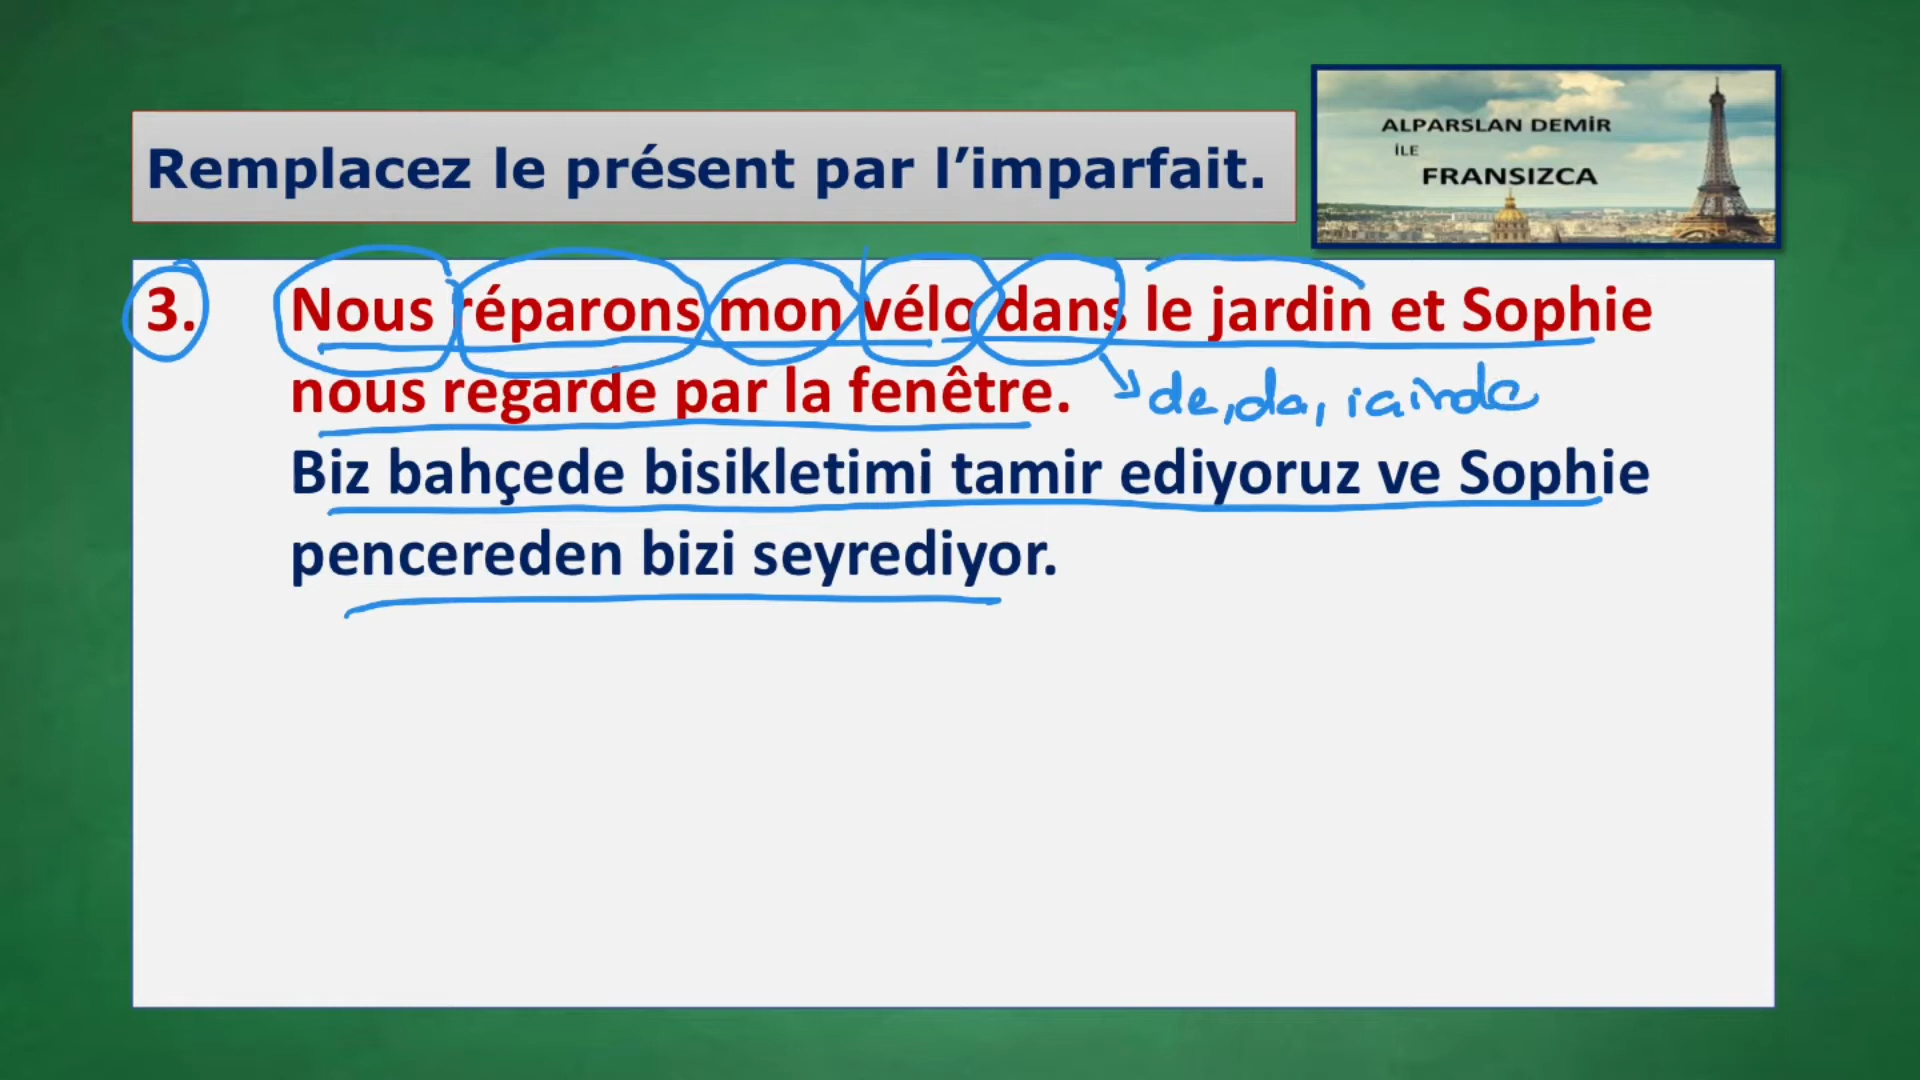 Remplacez le présent par l’imparfait.
ALPARSLAN DEMİR
İLE
FRANSIZCA
3. Nous réparons mon vélo dans le jardin et Sophie
nous regarde par la fenêtre.
de, da, içinde
Biz bahçede bisikletimi tamir ediyoruz ve Sophie
pencereden bizi seyrediyor.